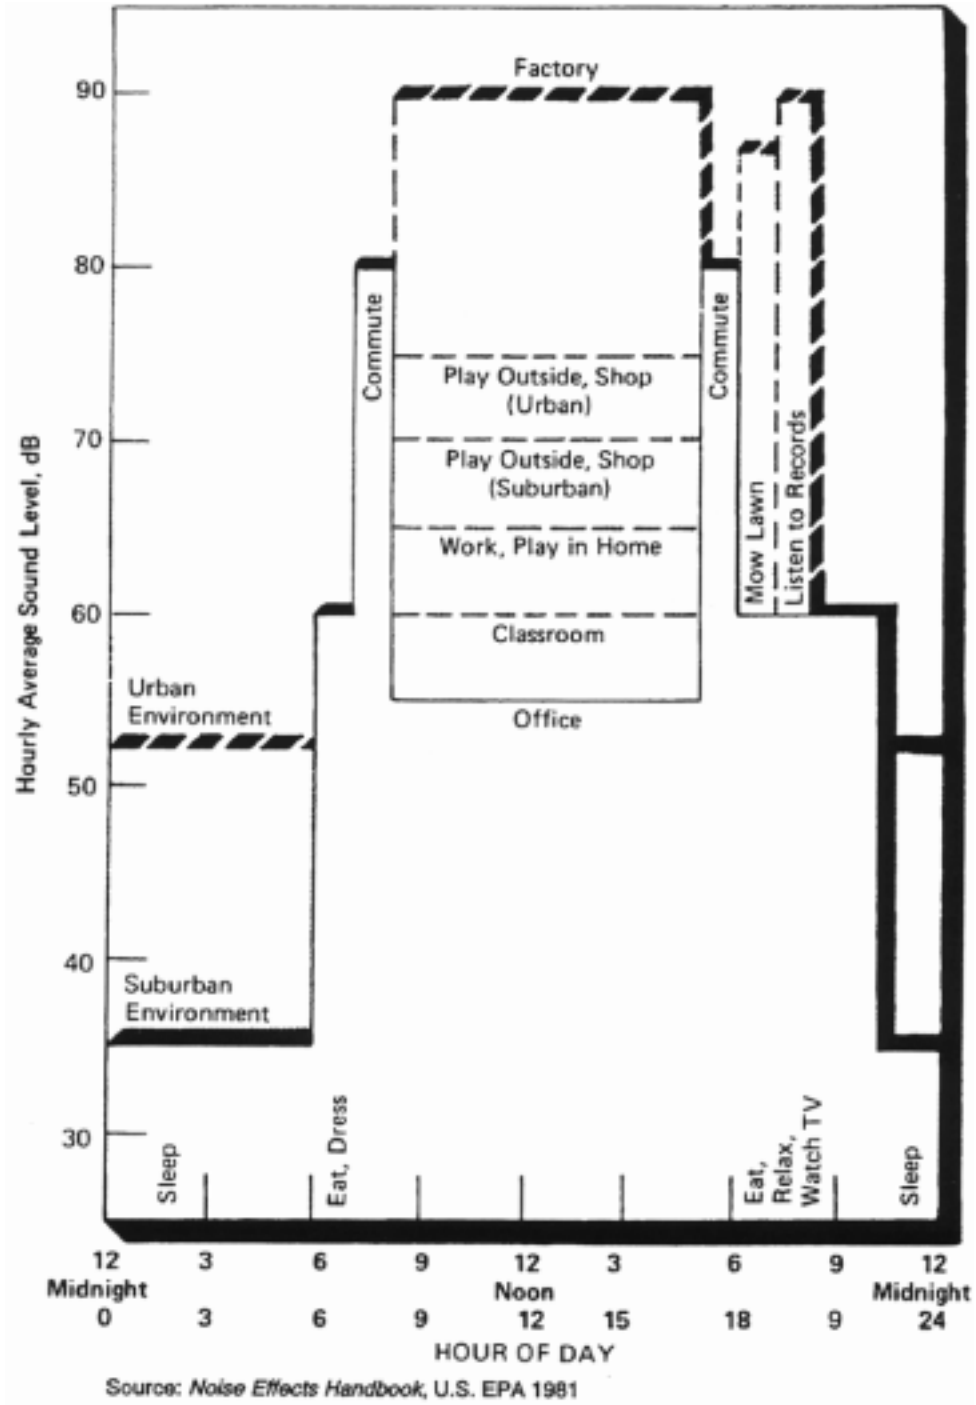 Factory
90
80
Commute
Commute
Play Outside, Shop
(Urban)
70
Play Outside, Shop
(Suburban)
Mow Lawn
Listen to Records
Work, Play in Home
60
Classroom
Hourly Average Sound Level, dB
Urban
Environment
Office
50
40
Suburban
Environment
30
Sleep
Eat, Dress
Eat,
Relax,
Watch TV
Sleep
12 3 6 9 12 3 6 9 12
Midnight Noon Midnight
0 3 6 9 12 15 18 9 24
HOUR OF DAY
Source: Noise Effects Handbook, U.S. EPA 1981